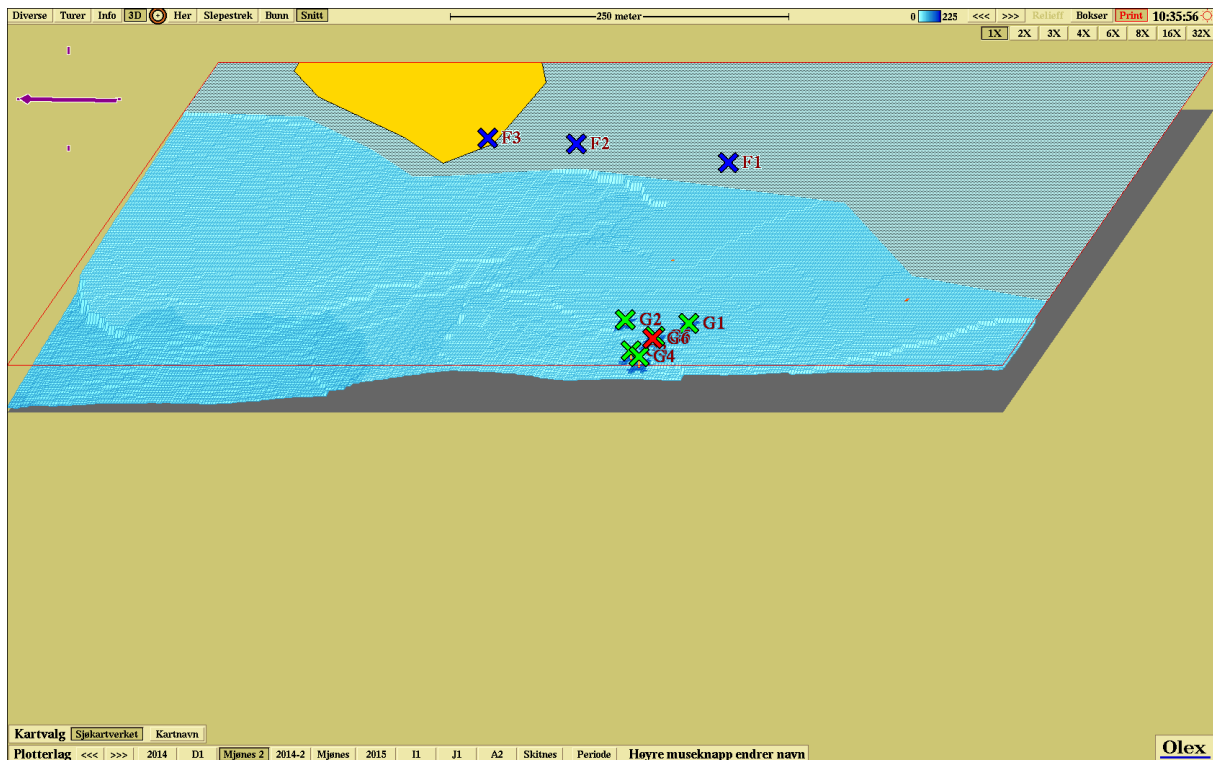 Diverse Turer Info 3D Her Slepestrek Bunn Snitt 250 meter 0 225 <<< >>> Relieff Bokser Print 10:35:56
1X 2X 3X 4X 6X 8X 16X 32X
F3 F2 F1
G2 G1
G6
G4
Kartvalg Sjøkartverket Kartnavn
Plotterlag <<< >>> 2014 D1 Mjønes 2 2014-2 Mjønes 2015 I1 J1 A2 Skitnes Periode Høyre museknapp endrer navn
Olex